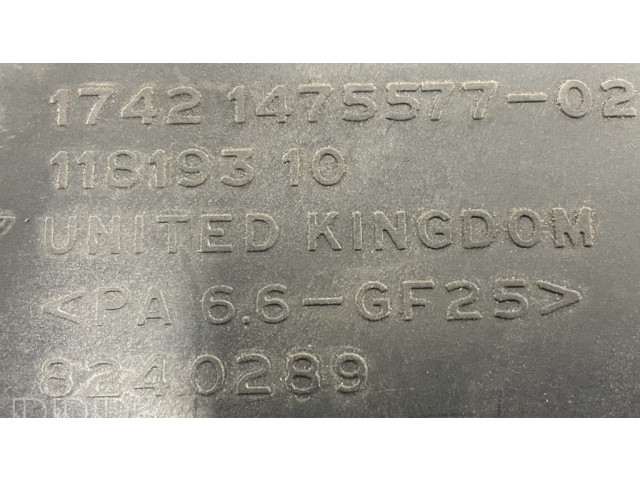 1742 1475577-02
118193 10
UNITED KINGDOM
<PA 6.6-GF25>
8240289